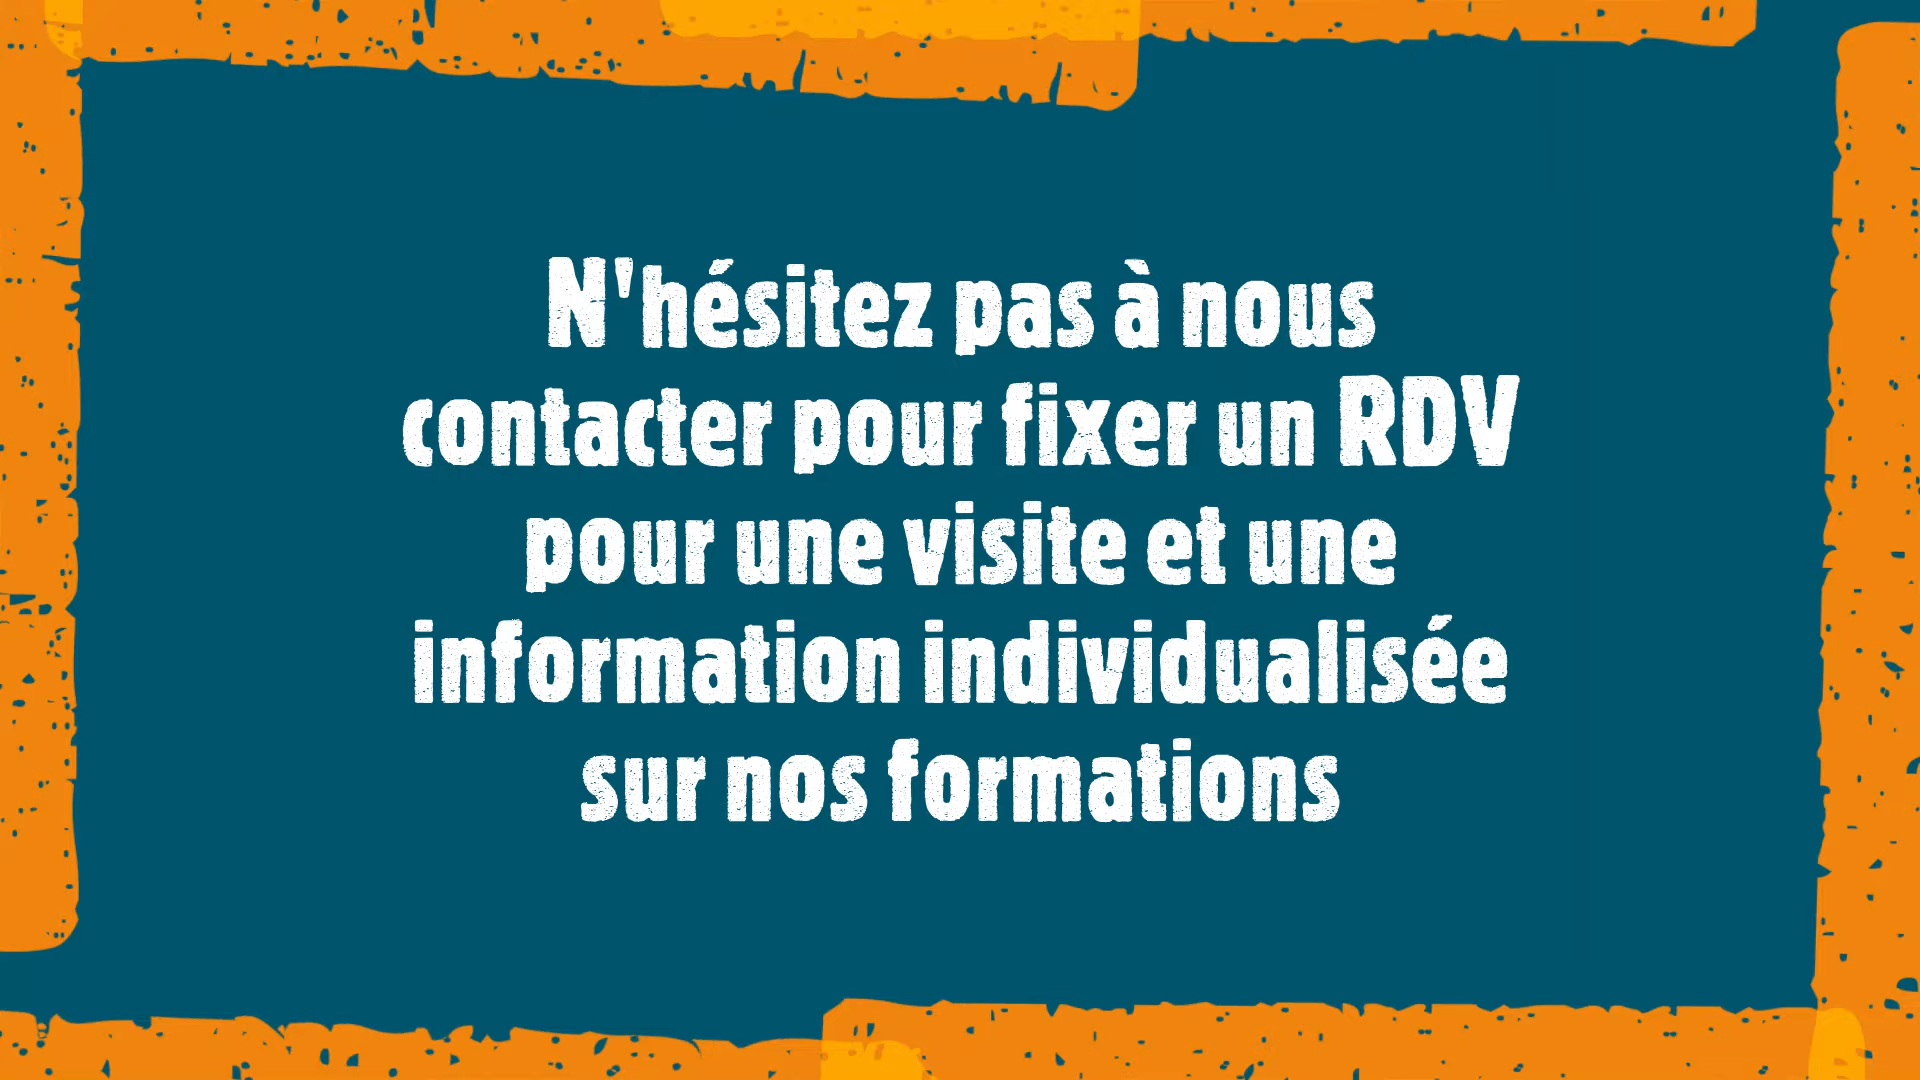 N'hésitez pas à nous
contacter pour fixer un RDV
pour une visite et une
information individualisée
sur nos formations